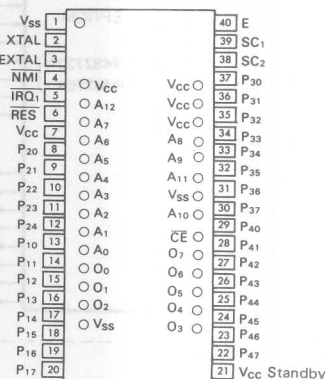 Vss 1 40 E
XTAL 2 39 SC₁
EXTAL 3 38 SC₂
N̅M̅I̅ 4 Vcc Vcc 37 P₃₀
I̅R̅Q̅₁ 5 A₁₂ Vcc 36 P₃₁
R̅E̅S̅ 6 A₇ Vcc 35 P₃₂
Vcc 7 A₆ A₈ 34 P₃₃
P₂₀ 8 A₅ A₉ 33 P₃₄
P₂₁ 9 A₄ A₁₁ 32 P₃₅
P₂₂ 10 A₃ Vss 31 P₃₆
P₂₃ 11 A₂ A₁₀ 30 P₃₇
P₂₄ 12 A₁ C̅E̅ 29 P₄₀
P₁₀ 13 A₀ O₇ 28 P₄₁
P₁₁ 14 O₀ O₆ 27 P₄₂
P₁₂ 15 O₁ O₅ 26 P₄₃
P₁₃ 16 O₂ O₄ 25 P₄₄
P₁₄ 17 Vss O₃ 24 P₄₅
P₁₅ 18 23 P₄₆
P₁₆ 19 22 P₄₇
P₁₇ 20 21 Vcc Standby